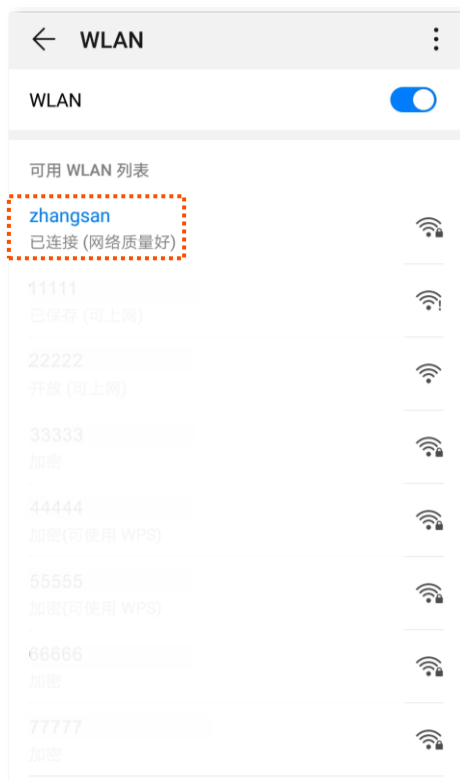 WLAN
WLAN
可用 WLAN 列表
zhangsan
已连接 (网络质量好)
11111
已保存 (可上网)
22222
开放 (可上网)
33333
加密
44444
加密(可使用 WPS)
55555
加密(可使用 WPS)
66666
加密
77777
加密